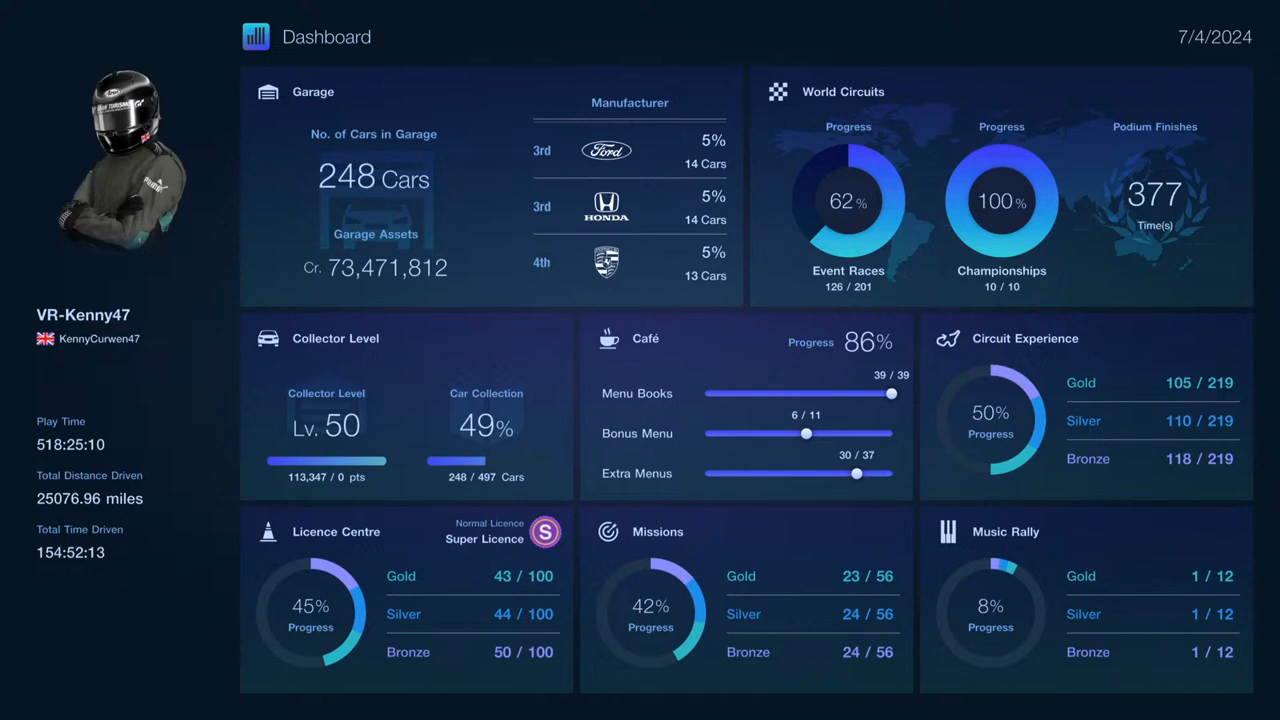 Dashboard
7/4/2024
VR-Kenny47
KennyCurwen47
Play Time
518:25:10
Total Distance Driven
25076.96 miles
Total Time Driven
154:52:13
Garage
No. of Cars in Garage
248 Cars
Garage Assets
Cr. 73,471,812
Manufacturer
3rd Ford 5%
14 Cars
3rd HONDA 5%
14 Cars
4th 5%
13 Cars
World Circuits
Progress
62%
Event Races
126 / 201
Progress
100%
Championships
10 / 10
Podium Finishes
377
Time(s)
Collector Level
Collector Level
Lv. 50
113,347 / 0 pts
Car Collection
49%
248 / 497 Cars
Café
Progress 86%
39 / 39
Menu Books
6 / 11
Bonus Menu
30 / 37
Extra Menus
Circuit Experience
50%
Progress
Gold 105 / 219
Silver 110 / 219
Bronze 118 / 219
Licence Centre
Normal Licence
Super Licence S
45%
Progress
Gold 43 / 100
Silver 44 / 100
Bronze 50 / 100
Missions
42%
Progress
Gold 23 / 56
Silver 24 / 56
Bronze 24 / 56
Music Rally
8%
Progress
Gold 1 / 12
Silver 1 / 12
Bronze 1 / 12